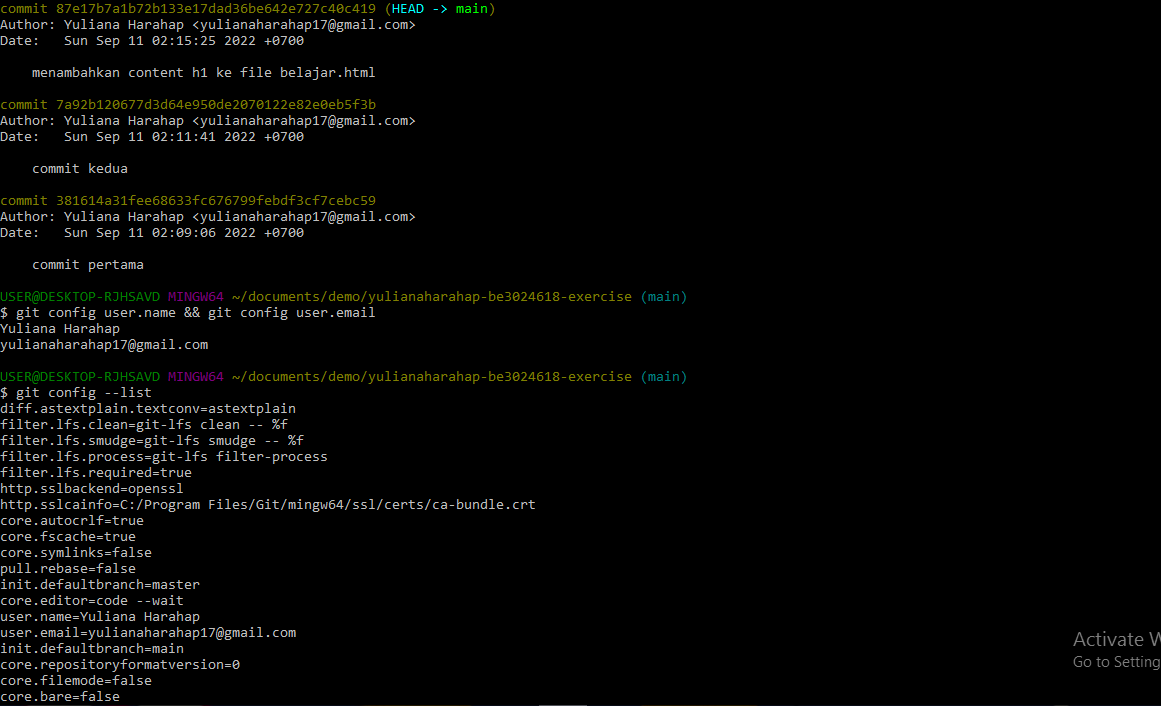 commit 87e17b7a1b72b133e17dad36be642e727c40c419 (HEAD -> main)
Author: Yuliana Harahap <yulianaharahap17@gmail.com>
Date:   Sun Sep 11 02:15:25 2022 +0700
menambahkan content h1 ke file belajar.html
commit 7a92b120677d3d64e950de2070122e82e0eb5f3b
Author: Yuliana Harahap <yulianaharahap17@gmail.com>
Date:   Sun Sep 11 02:11:41 2022 +0700
commit kedua
commit 381614a31fee68633fc676799febdf3cf7cebc59
Author: Yuliana Harahap <yulianaharahap17@gmail.com>
Date:   Sun Sep 11 02:09:06 2022 +0700
commit pertama
USER@DESKTOP-RJHSAVD MINGW64 ~/documents/demo/yulianaharahap-be3024618-exercise (main)
$ git config user.name && git config user.email
Yuliana Harahap
yulianaharahap17@gmail.com
USER@DESKTOP-RJHSAVD MINGW64 ~/documents/demo/yulianaharahap-be3024618-exercise (main)
$ git config --list
diff.astextplain.textconv=astextplain
filter.lfs.clean=git-lfs clean -- %f
filter.lfs.smudge=git-lfs smudge -- %f
filter.lfs.process=git-lfs filter-process
filter.lfs.required=true
http.sslbackend=openssl
http.sslcainfo=C:/Program Files/Git/mingw64/ssl/certs/ca-bundle.crt
core.autocrlf=true
core.fscache=true
core.symlinks=false
pull.rebase=false
init.defaultbranch=master
core.editor=code --wait
user.name=Yuliana Harahap
user.email=yulianaharahap17@gmail.com
init.defaultbranch=main
core.repositoryformatversion=0
core.filemode=false
core.bare=false
Activate W
Go to Setting